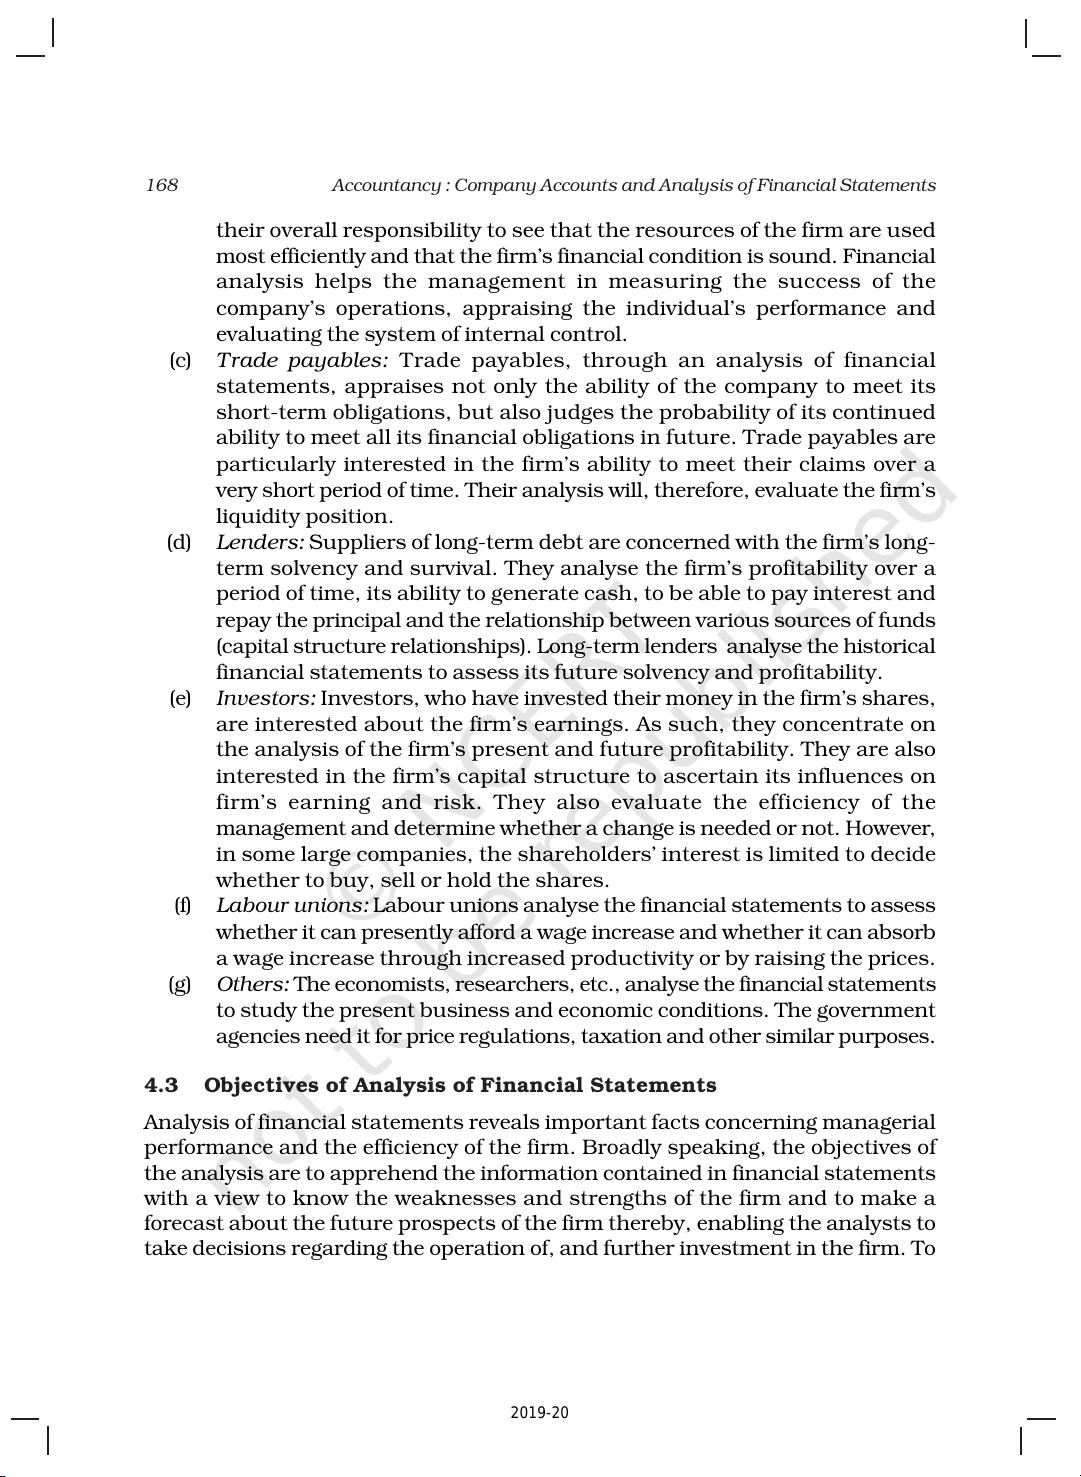 168 Accountancy : Company Accounts and Analysis of Financial Statements
their overall responsibility to see that the resources of the firm are used
most efficiently and that the firm’s financial condition is sound. Financial
analysis helps the management in measuring the success of the
company’s operations, appraising the individual’s performance and
evaluating the system of internal control.
(c) Trade payables: Trade payables, through an analysis of financial
statements, appraises not only the ability of the company to meet its
short-term obligations, but also judges the probability of its continued
ability to meet all its financial obligations in future. Trade payables are
particularly interested in the firm’s ability to meet their claims over a
very short period of time. Their analysis will, therefore, evaluate the firm’s
liquidity position.
(d) Lenders: Suppliers of long-term debt are concerned with the firm’s long-
term solvency and survival. They analyse the firm’s profitability over a
period of time, its ability to generate cash, to be able to pay interest and
repay the principal and the relationship between various sources of funds
(capital structure relationships). Long-term lenders analyse the historical
financial statements to assess its future solvency and profitability.
(e) Investors: Investors, who have invested their money in the firm’s shares,
are interested about the firm’s earnings. As such, they concentrate on
the analysis of the firm’s present and future profitability. They are also
interested in the firm’s capital structure to ascertain its influences on
firm’s earning and risk. They also evaluate the efficiency of the
management and determine whether a change is needed or not. However,
in some large companies, the shareholders’ interest is limited to decide
whether to buy, sell or hold the shares.
(f) Labour unions: Labour unions analyse the financial statements to assess
whether it can presently afford a wage increase and whether it can absorb
a wage increase through increased productivity or by raising the prices.
(g) Others: The economists, researchers, etc., analyse the financial statements
to study the present business and economic conditions. The government
agencies need it for price regulations, taxation and other similar purposes.
4.3 Objectives of Analysis of Financial Statements
Analysis of financial statements reveals important facts concerning managerial
performance and the efficiency of the firm. Broadly speaking, the objectives of
the analysis are to apprehend the information contained in financial statements
with a view to know the weaknesses and strengths of the firm and to make a
forecast about the future prospects of the firm thereby, enabling the analysts to
take decisions regarding the operation of, and further investment in the firm. To
© NCERT
not to be republished
2019-20